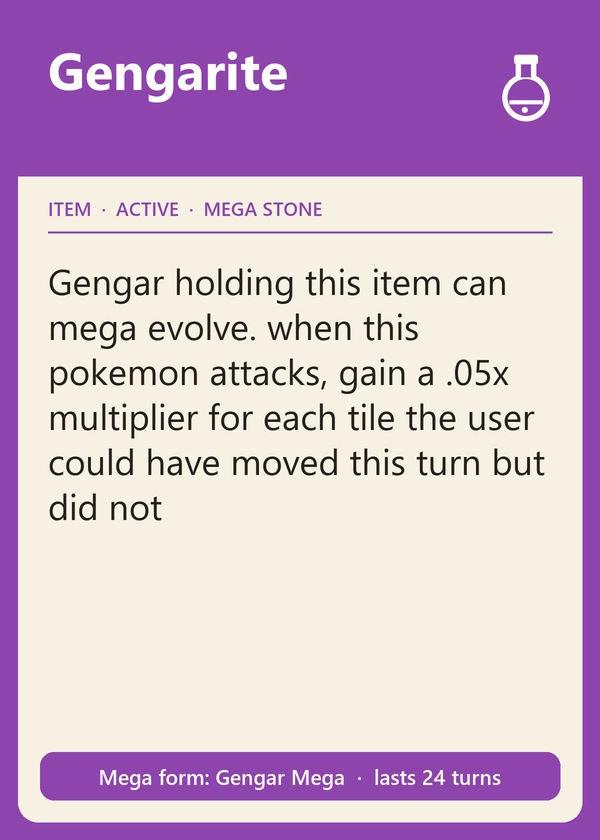 Gengarite
ITEM · ACTIVE · MEGA STONE
Gengar holding this item can
mega evolve. when this
pokemon attacks, gain a .05x
multiplier for each tile the user
could have moved this turn but
did not
Mega form: Gengar Mega · lasts 24 turns